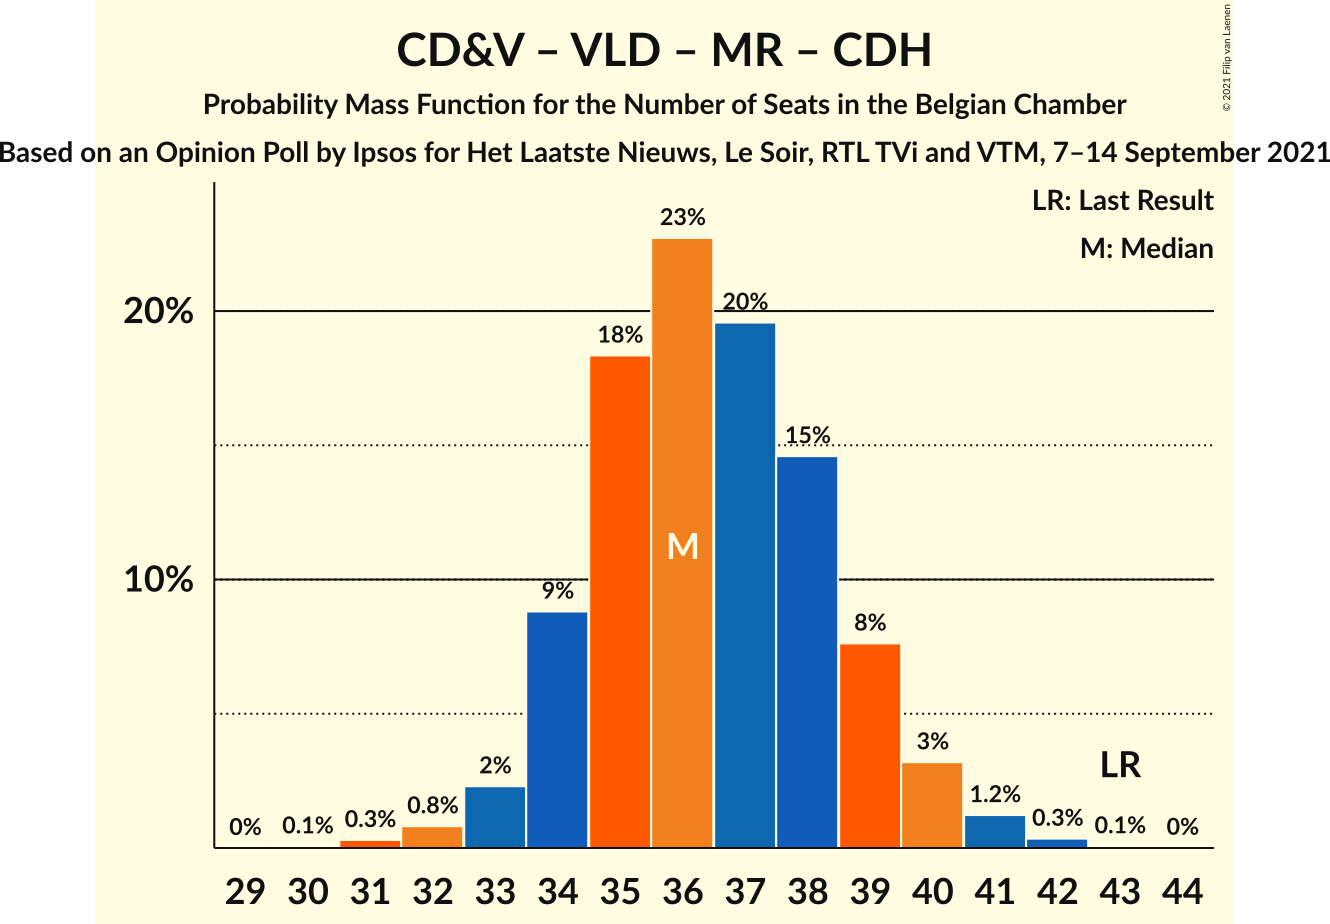 CD&V – VLD – MR – CDH
Probability Mass Function for the Number of Seats in the Belgian Chamber
Based on an Opinion Poll by Ipsos for Het Laatste Nieuws, Le Soir, RTL TVi and VTM, 7–14 September 2021
© 2021 Filip van Laenen
LR: Last Result
M: Median
20%
10%
0% 0.1% 0.3% 0.8% 2% 9% 18% 23% 20% 15% 8% 3% 1.2% 0.3% 0.1% 0%
M
LR
29 30 31 32 33 34 35 36 37 38 39 40 41 42 43 44